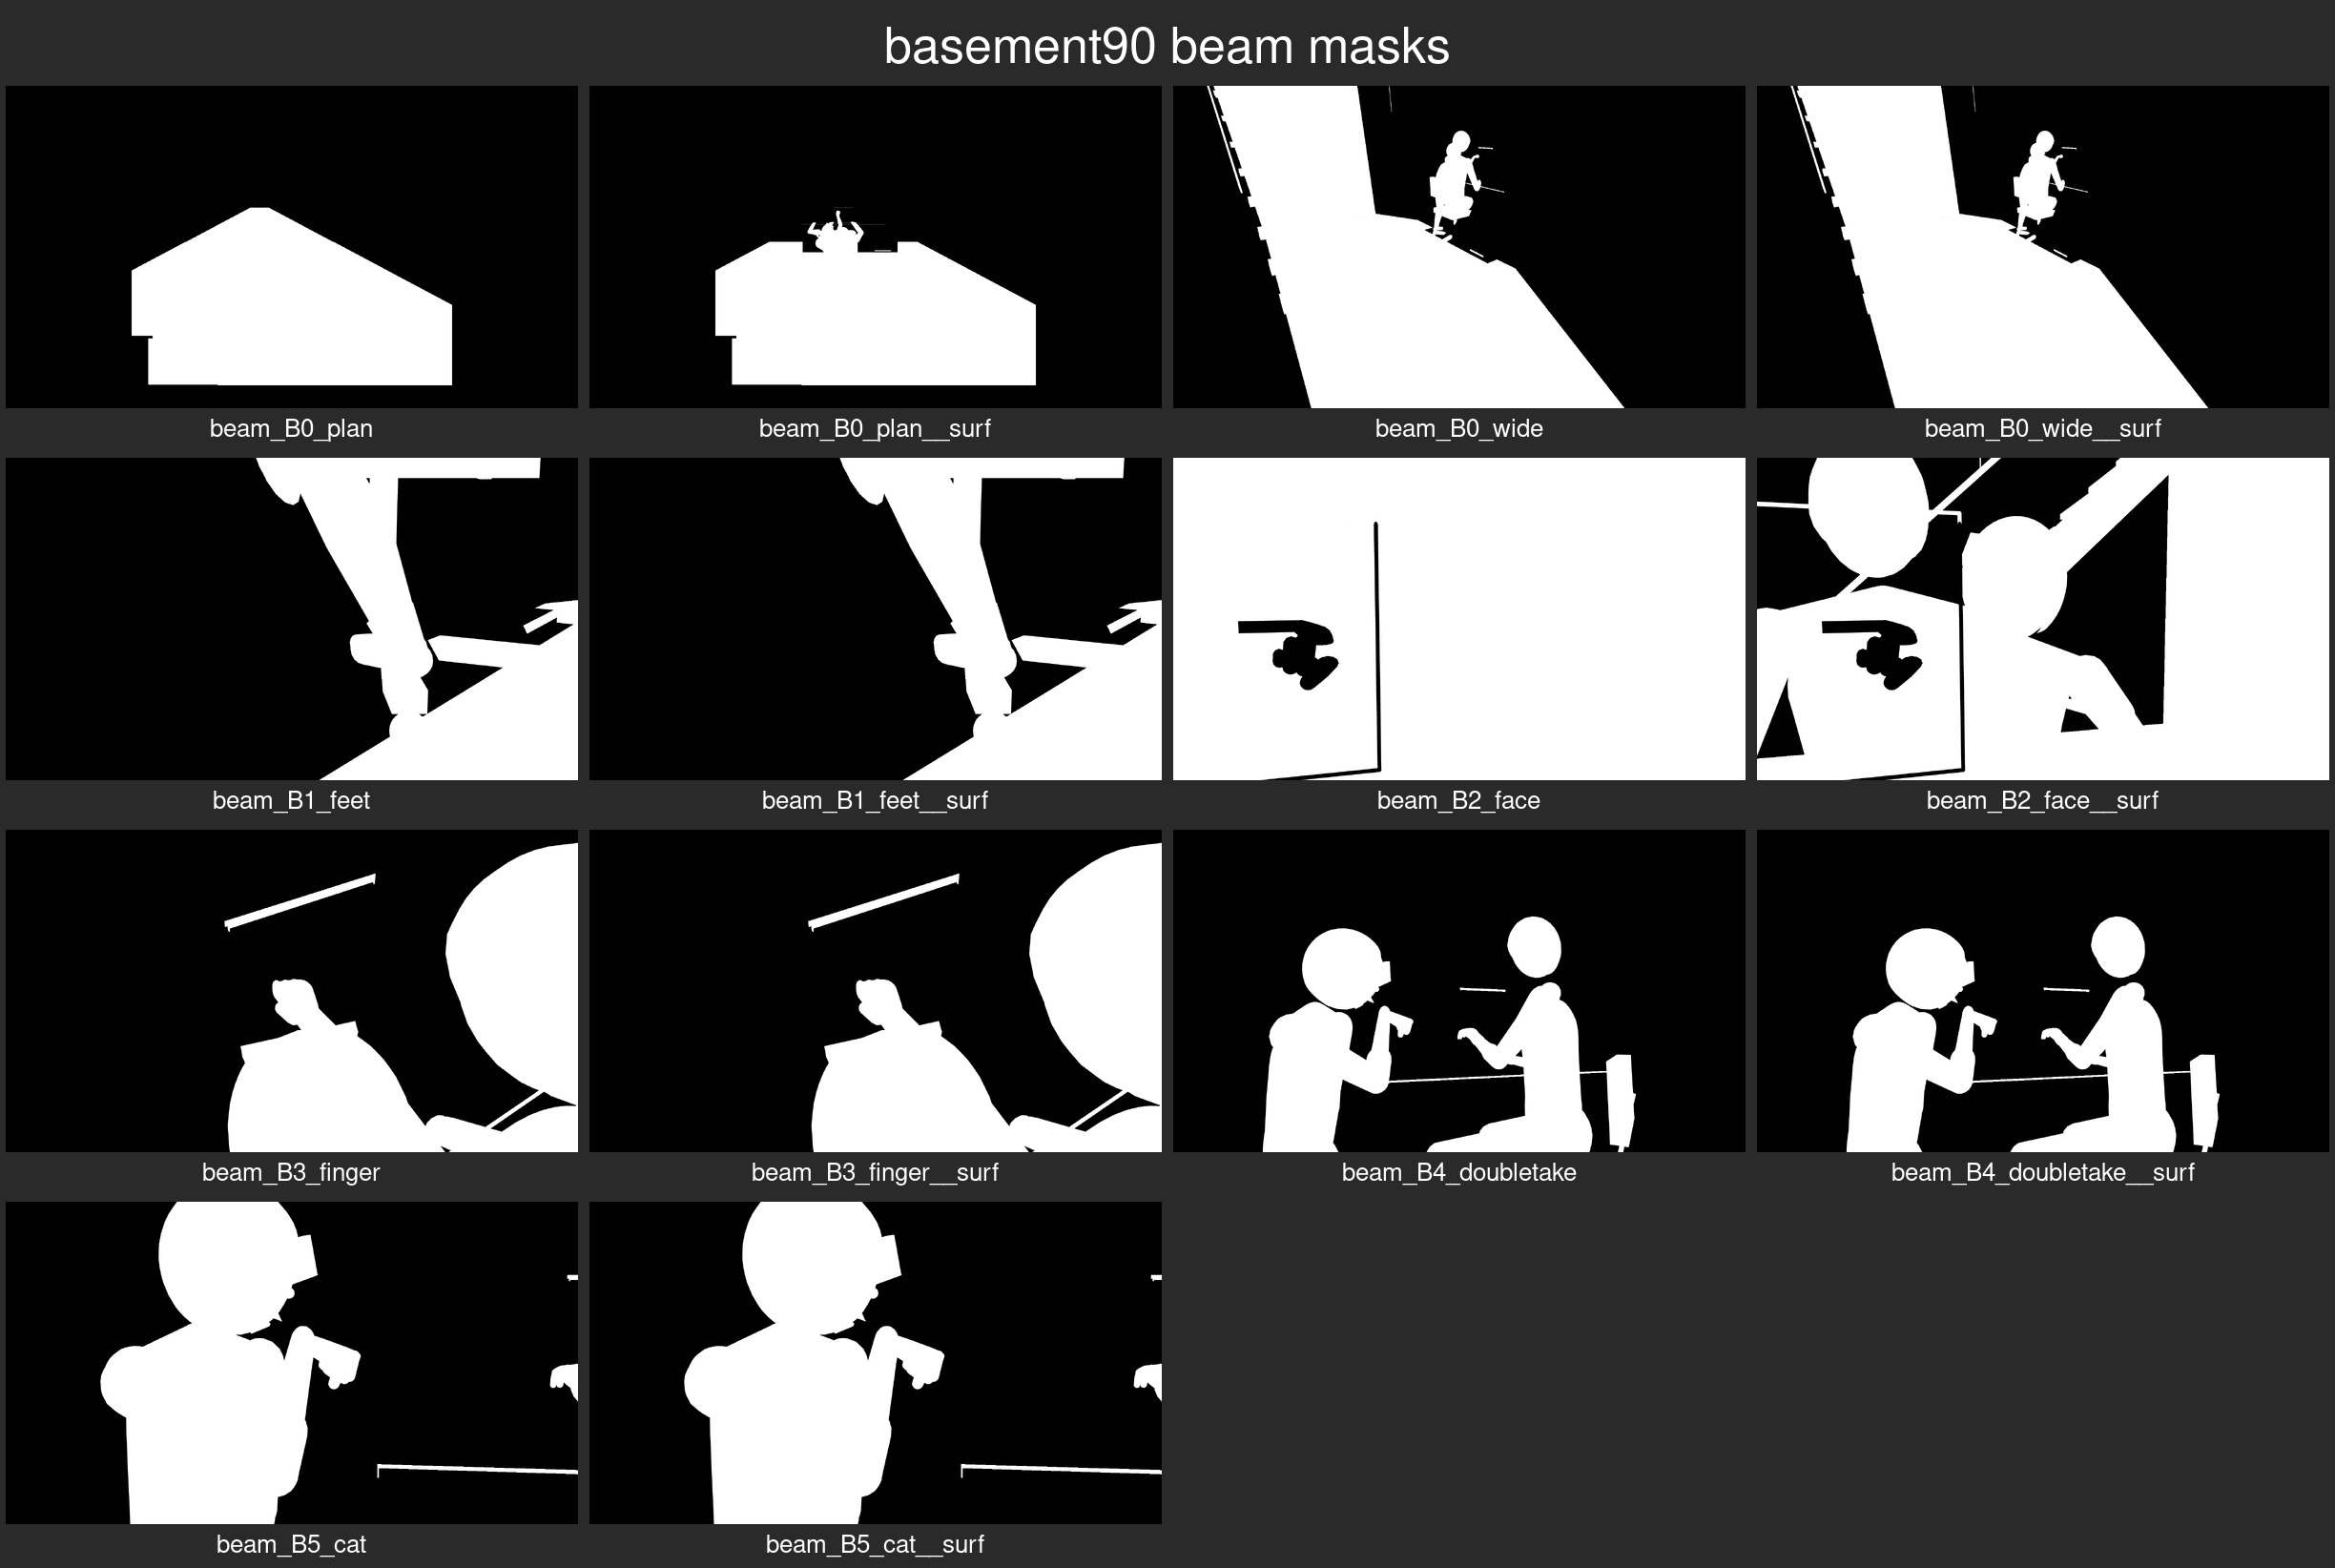 basement90 beam masks
beam_B0_plan
beam_B0_plan__surf
beam_B0_wide
beam_B0_wide__surf
beam_B1_feet
beam_B1_feet__surf
beam_B2_face
beam_B2_face__surf
beam_B3_finger
beam_B3_finger__surf
beam_B4_doubletake
beam_B4_doubletake__surf
beam_B5_cat
beam_B5_cat__surf